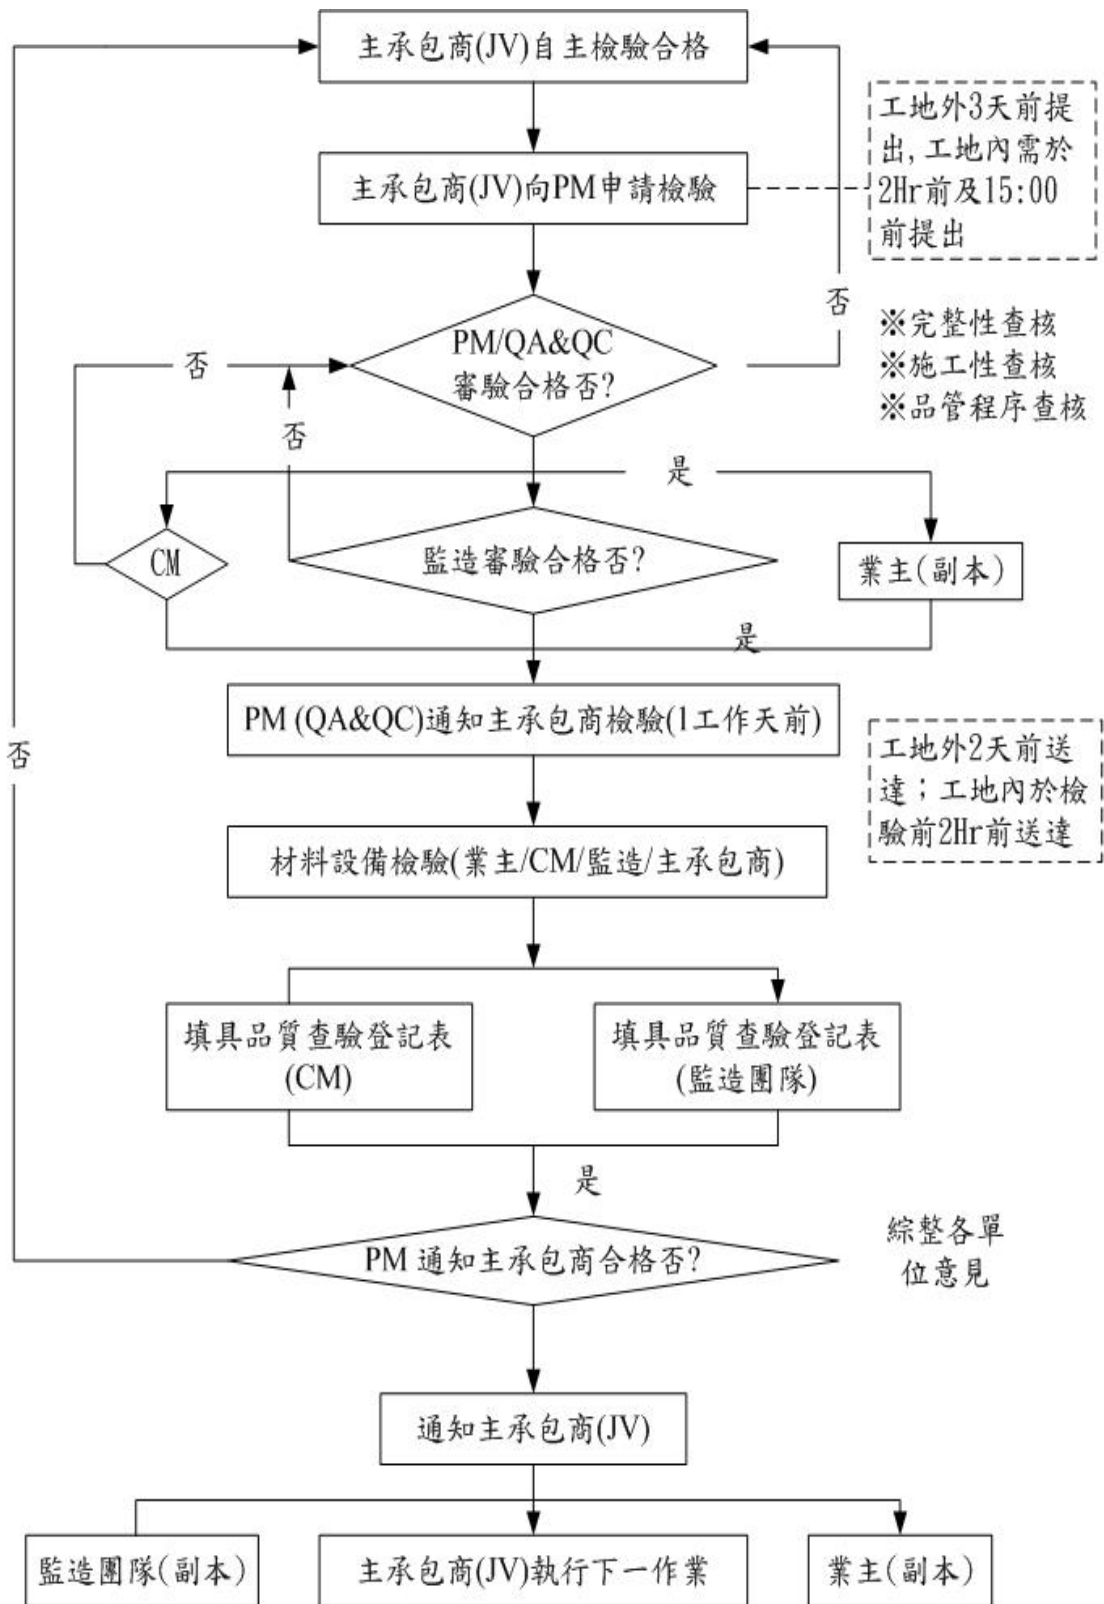 主承包商(JV)自主檢驗合格
工地外3天前提
出,工地內需於
2Hr前及15:00
前提出
主承包商(JV)向PM申請檢驗
否
※完整性查核
※施工性查核
※品管程序查核
PM/QA&QC
審驗合格否?
否
否
是
CM
監造審驗合格否?
業主(副本)
是
PM (QA&QC)通知主承包商檢驗(1工作天前)
否
工地外2天前送
達；工地內於檢
驗前2Hr前送達
材料設備檢驗(業主/CM/監造/主承包商)
填具品質查驗登記表
(CM)
填具品質查驗登記表
(監造團隊)
是
PM 通知主承包商合格否?
綜整各單
位意見
通知主承包商(JV)
監造團隊(副本)
主承包商(JV)執行下一作業
業主(副本)